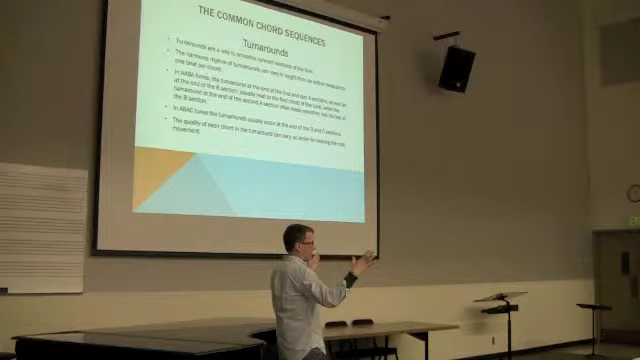 THE COMMON CHORD SEQUENCES
Turnarounds
Turnarounds are a way to smoothly connect sections of the form.
The harmonic rhythm of turnarounds can vary in length from an entire measure to
one beat per chord.
In AABA forms, the turnaround at the end of the first and last A sections, as well as
at the end of the B section, usually lead to the first chord of the tune, while the
turnaround at the end of the second A section often leads smoothly into the key of
the B section.
In ABAC tunes the turnarounds usually occur at the end of the B and C sections.
The quality of each chord in the turnaround can vary, so allow for hearing the root
movement.